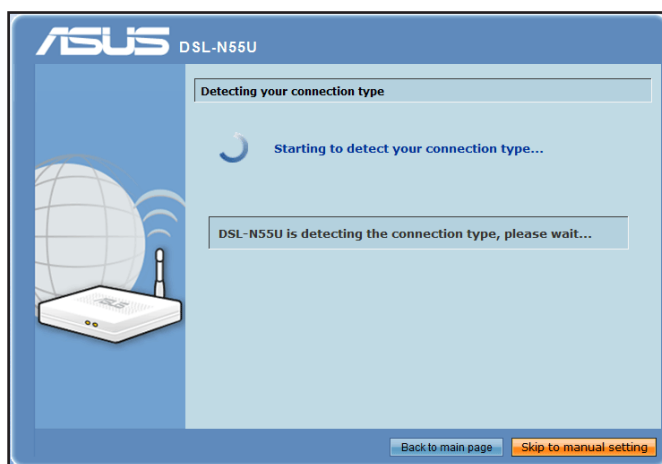 ASUS DSL-N55U
Detecting your connection type
Starting to detect your connection type...
DSL-N55U is detecting the connection type, please wait...
ASUS
Back to main page Skip to manual setting